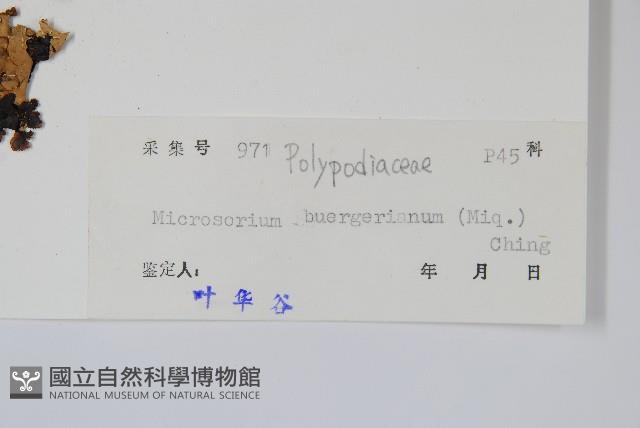 采集号 971 Polypodiaceae P45 科
Microsorium buergerianum (Miq.)
Ching
鉴定人: 年 月 日
叶华谷
國立自然科學博物館
NATIONAL MUSEUM OF NATURAL SCIENCE